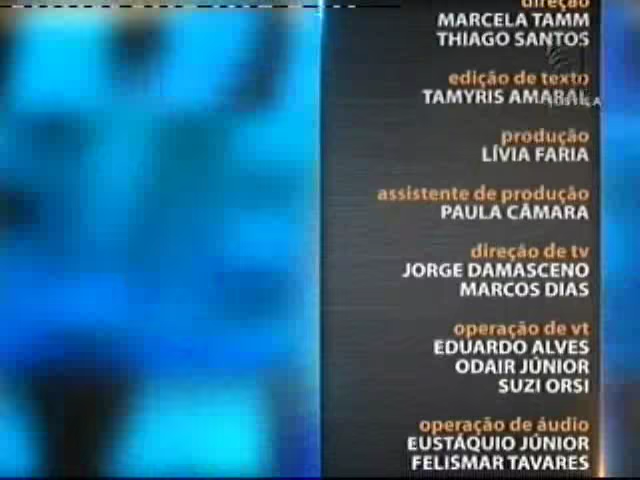 direção
MARCELA TAMM
THIAGO SANTOS
edição de texto
TAMYRIS AMARAL
JUSTIÇA
produção
LÍVIA FARIA
assistente de produção
PAULA CÂMARA
direção de tv
JORGE DAMASCENO
MARCOS DIAS
operação de vt
EDUARDO ALVES
ODAIR JÚNIOR
SUZI ORSI
operação de áudio
EUSTÁQUIO JÚNIOR
FELISMAR TAVARES